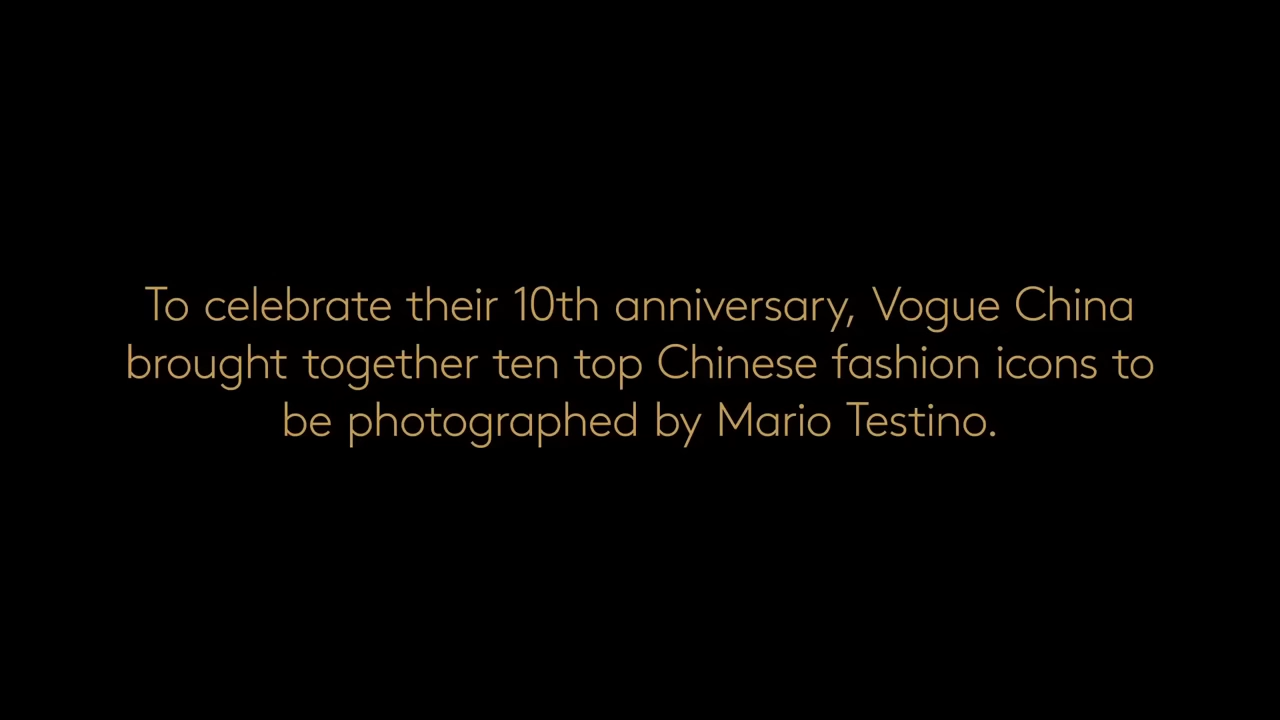 To celebrate their 10th anniversary, Vogue China
brought together ten top Chinese fashion icons to
be photographed by Mario Testino.